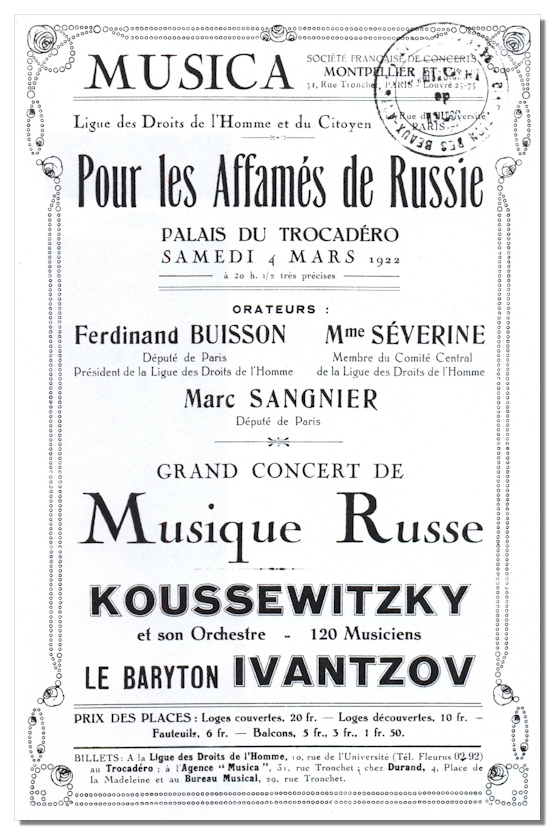 MUSICA
SOCIÉTÉ FRANÇAISE DE CONCERTS
MONTPELLIER ET Cie
31, Rue Tronchet, PARIS - Louvre 25-75
Ligue des Droits de l'Homme et du Citoyen
Rue de l'Université
PARIS
DES BEAUX
Pour les Affamés de Russie
PALAIS DU TROCADÉRO
SAMEDI 4 MARS 1922
à 20 h. 1/2 très précises
ORATEURS :
Ferdinand BUISSON
Député de Paris
Président de la Ligue des Droits de l'Homme
Mme SÉVERINE
Membre du Comité Central
de la Ligue des Droits de l'Homme
Marc SANGNIER
Député de Paris
GRAND CONCERT DE
Musique Russe
KOUSSEWITZKY
et son Orchestre - 120 Musiciens
LE BARYTON IVANTZOV
PRIX DES PLACES : Loges couvertes, 20 fr. — Loges découvertes, 10 fr. -
Fauteuils, 6 fr. — Balcons, 5 fr., 3 fr., 1 fr. 50.
BILLETS : A la Ligue des Droits de l'Homme, 10, rue de l'Université (Tél. Fleurus 02-92)
au Trocadéro ; à l'Agence "Musica", 31, rue Tronchet ; chez Durand, 4, Place de
la Madeleine et au Bureau Musical, 29, rue Tronchet.